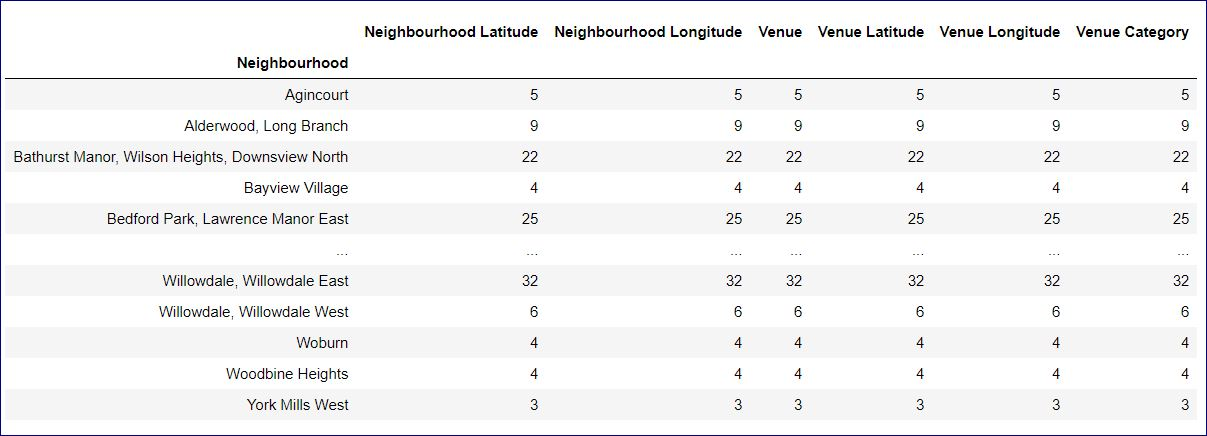 Neighbourhood Latitude Neighbourhood Longitude Venue Venue Latitude Venue Longitude Venue Category
Neighbourhood
Agincourt 5 5 5 5 5 5
Alderwood, Long Branch 9 9 9 9 9 9
Bathurst Manor, Wilson Heights, Downsview North 22 22 22 22 22 22
Bayview Village 4 4 4 4 4 4
Bedford Park, Lawrence Manor East 25 25 25 25 25 25
... ... ... ... ... ... ...
Willowdale, Willowdale East 32 32 32 32 32 32
Willowdale, Willowdale West 6 6 6 6 6 6
Woburn 4 4 4 4 4 4
Woodbine Heights 4 4 4 4 4 4
York Mills West 3 3 3 3 3 3